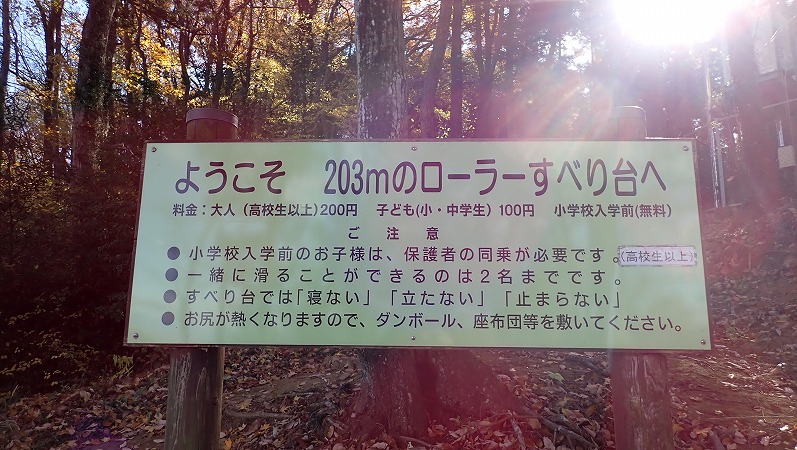 ようこそ 203mのローラーすべり台へ
料金：大人（高校生以上）200円 子ども(小・中学生）100円 小学校入学前(無料)
ご注意
●小学校入学前のお子様は、保護者の同乗が必要です。(高校生以上)
●一緒に滑ることができるのは２名までです。
●すべり台では「寝ない」「立たない」「止まらない」
●お尻が熱くなりますので、ダンボール、座布団等を敷いてください。